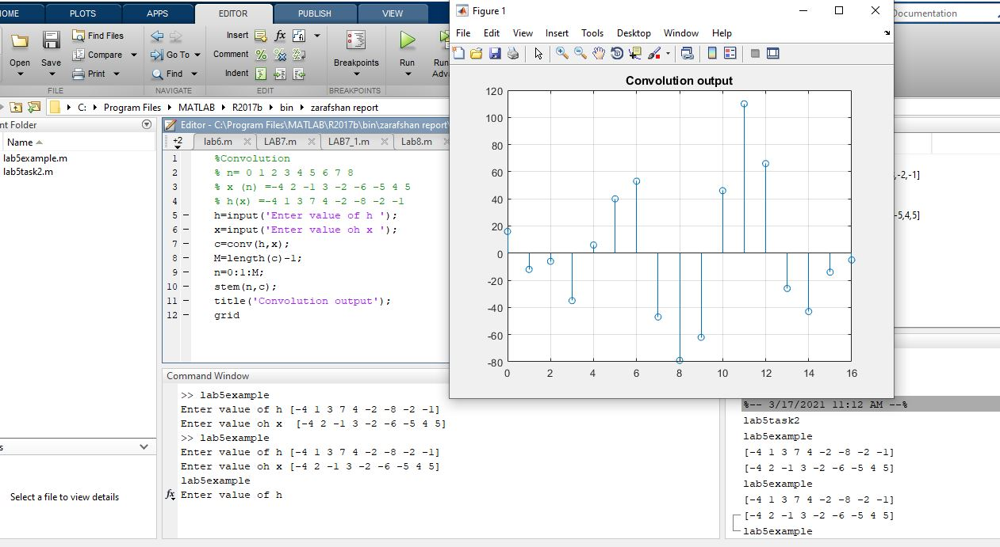 OME PLOTS APPS EDITOR PUBLISH VIEW
Documentation
Open
Save
Find Files
Compare
Print
FILE
Go To
Find
NAVIGATE
Insert
fx
Comment
Indent
EDIT
Breakpoints
BREAKPOINTS
Run
Run
Adv
C: Program Files MATLAB R2017b bin zarafshan report
nt Folder
Name
lab5example.m
lab5task2.m
s
Select a file to view details
Editor - C:\Program Files\MATLAB\R2017b\bin\zarafshan report\
+2 lab6.m LAB7.m LAB7_1.m Lab8.m
1 %Convolution
2 % n= 0 1 2 3 4 5 6 7 8
3 % x (n) =-4 2 -1 3 -2 -6 -5 4 5
4 % h(x) =-4 1 3 7 4 -2 -8 -2 -1
5 – h=input('Enter value of h ');
6 – x=input('Enter value oh x ');
7 – c=conv(h,x);
8 – M=length(c)-1;
9 – n=0:1:M;
10 – stem(n,c);
11 – title('Convolution output');
12 – grid
Command Window
>> lab5example
Enter value of h [-4 1 3 7 4 -2 -8 -2 -1]
Enter value oh x  [-4 2 -1 3 -2 -6 -5 4 5]
>> lab5example
Enter value of h [-4 1 3 7 4 -2 -8 -2 -1]
Enter value oh x [-4 2 -1 3 -2 -6 -5 4 5]
lab5example
fx Enter value of h
Figure 1
File Edit View Insert Tools Desktop Window Help
Convolution output
120
100
80
60
40
20
0
-20
-40
-60
-80
0 2 4 6 8 10 12 14 16
,-2,-1]
-5,4,5]
%-- 3/17/2021 11:12 AM --%
lab5task2
lab5example
[-4 1 3 7 4 -2 -8 -2 -1]
[-4 2 -1 3 -2 -6 -5 4 5]
lab5example
[-4 1 3 7 4 -2 -8 -2 -1]
[-4 2 -1 3 -2 -6 -5 4 5]
lab5example